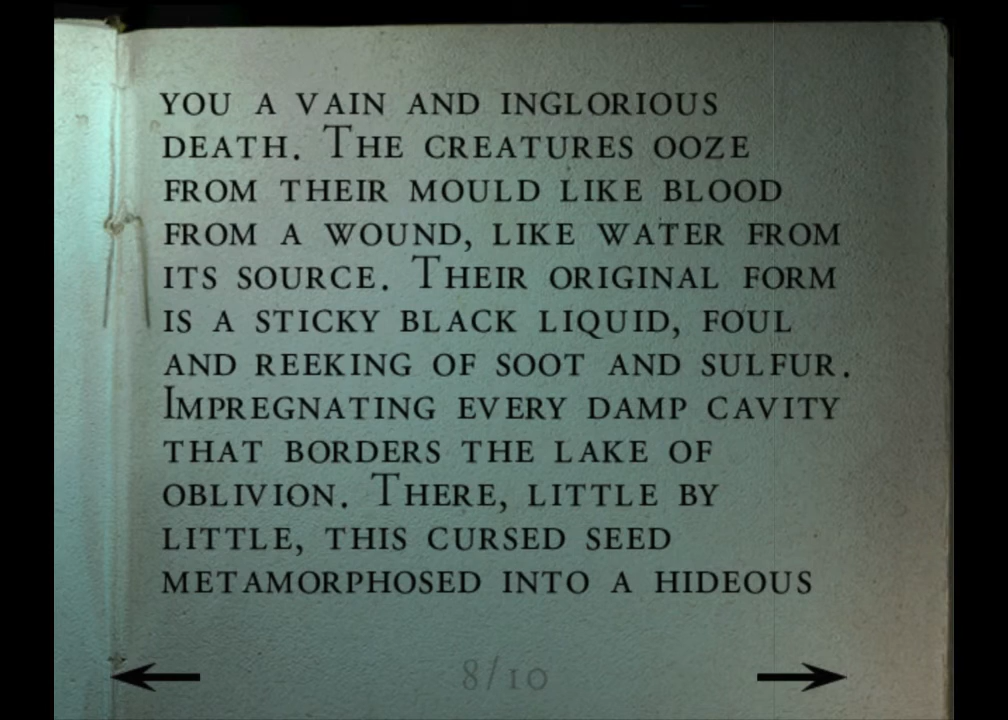 YOU A VAIN AND INGLORIOUS
DEATH. THE CREATURES OOZE
FROM THEIR MOULD LIKE BLOOD
FROM A WOUND, LIKE WATER FROM
ITS SOURCE. THEIR ORIGINAL FORM
IS A STICKY BLACK LIQUID, FOUL
AND REEKING OF SOOT AND SULFUR.
IMPREGNATING EVERY DAMP CAVITY
THAT BORDERS THE LAKE OF
OBLIVION. THERE, LITTLE BY
LITTLE, THIS CURSED SEED
METAMORPHOSED INTO A HIDEOUS
8/10